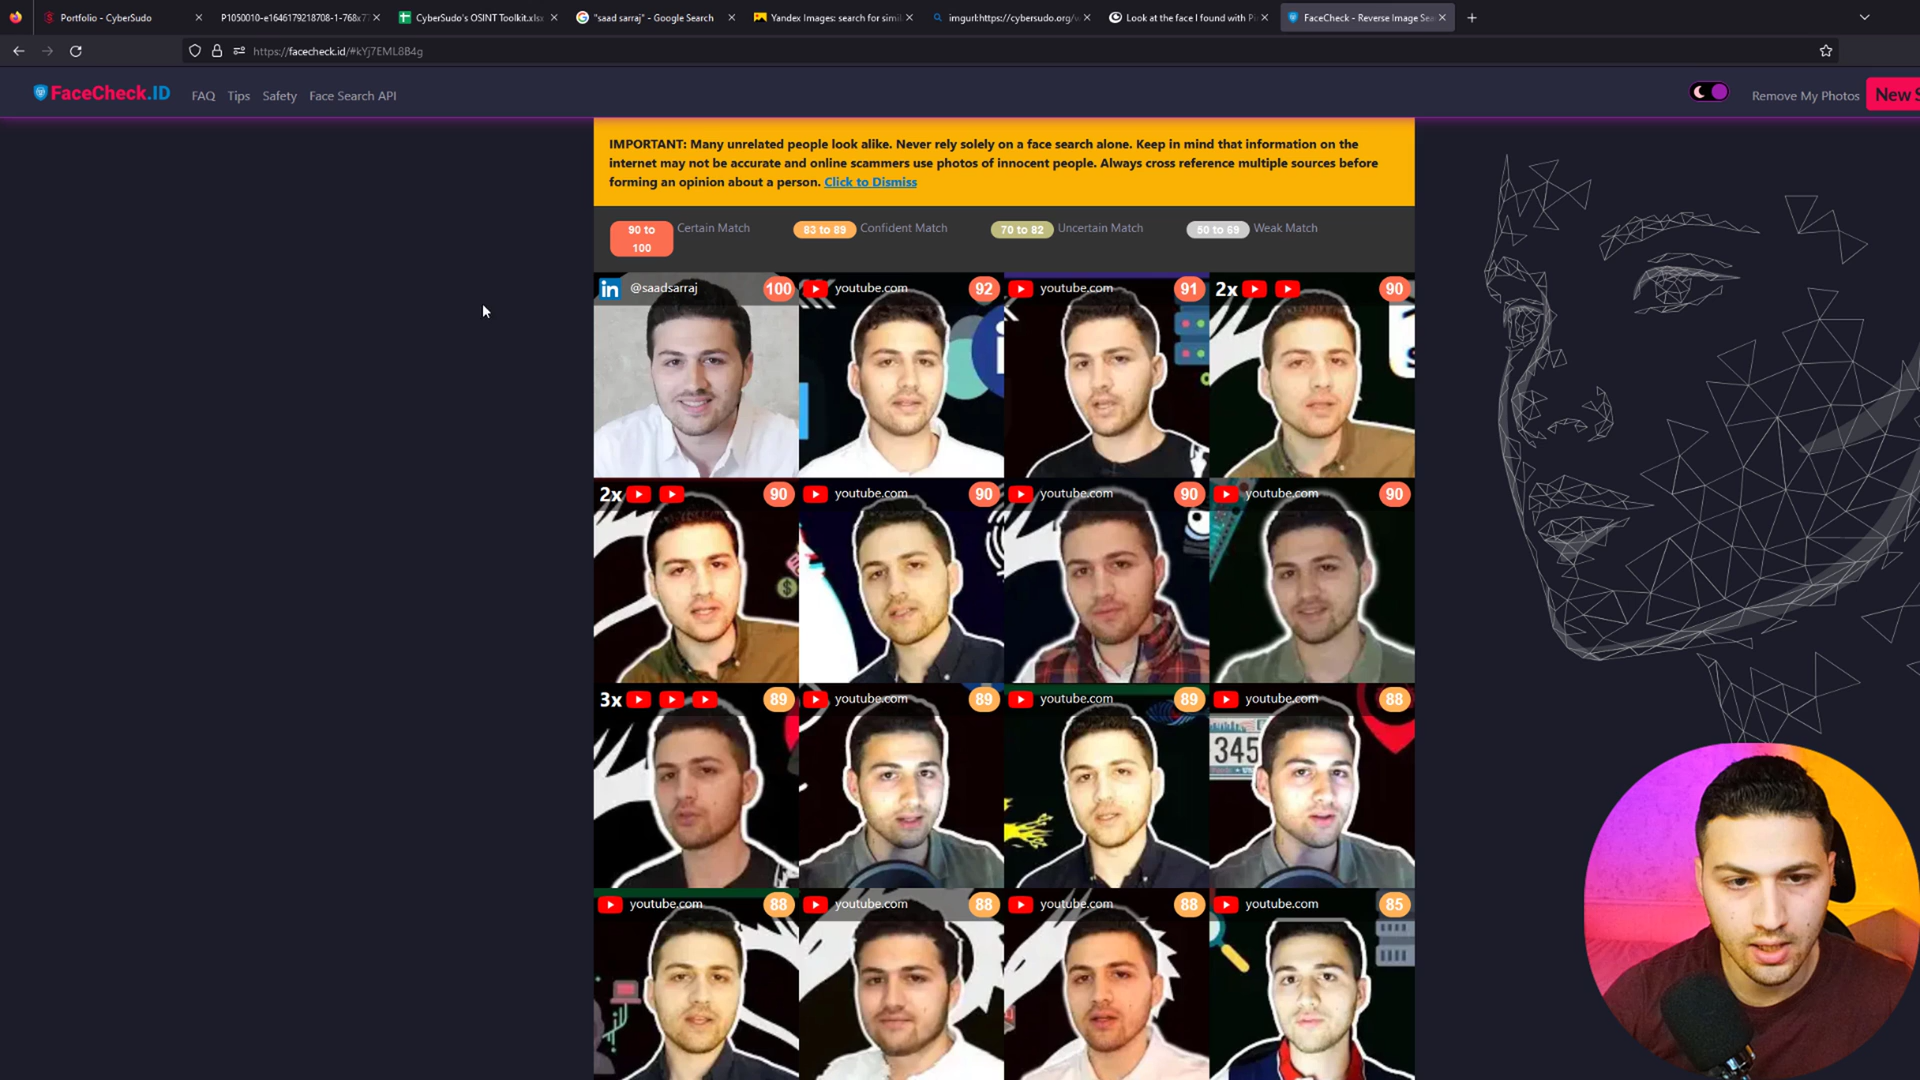 Portfolio - CyberSudo
P1050010-e1646179218708-1-768x7
CyberSudo's OSINT Toolkit.xlsx
"saad sarraj" - Google Search
Yandex Images: search for simil
imgurl:https://cybersudo.org/w
Look at the face I found with Pi
FaceCheck - Reverse Image Sea
https://facecheck.id/#kYj7EML8B4g
FaceCheck.ID
FAQ
Tips
Safety
Face Search API
Remove My Photos
New S
IMPORTANT: Many unrelated people look alike. Never rely solely on a face search alone. Keep in mind that information on the
internet may not be accurate and online scammers use photos of innocent people. Always cross reference multiple sources before
forming an opinion about a person. Click to Dismiss
90 to
100
Certain Match
83 to 89 Confident Match
70 to 82 Uncertain Match
50 to 69 Weak Match
in @saadsarraj 100
youtube.com 92
youtube.com 91
2x 90
2x 90
youtube.com 90
youtube.com 90
youtube.com 90
3x 89
youtube.com 89
youtube.com 89
youtube.com 88
345
youtube.com 88
youtube.com 88
youtube.com 88
youtube.com 85